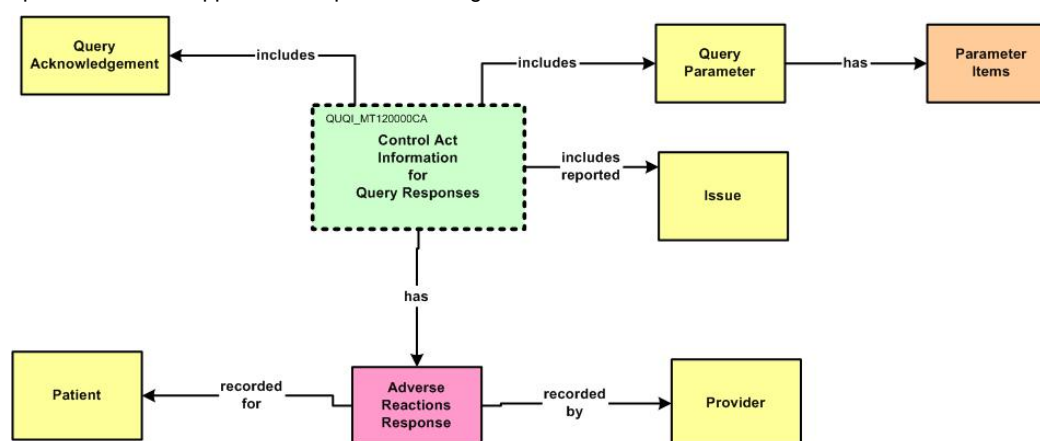 Query
Acknowledgement
includes
includes
Query
Parameter
has
Parameter
Items
QUQI_MT120000CA
Control Act
Information
for
Query Responses
includes
reported
Issue
has
Patient
recorded
for
Adverse
Reactions
Response
recorded
by
Provider